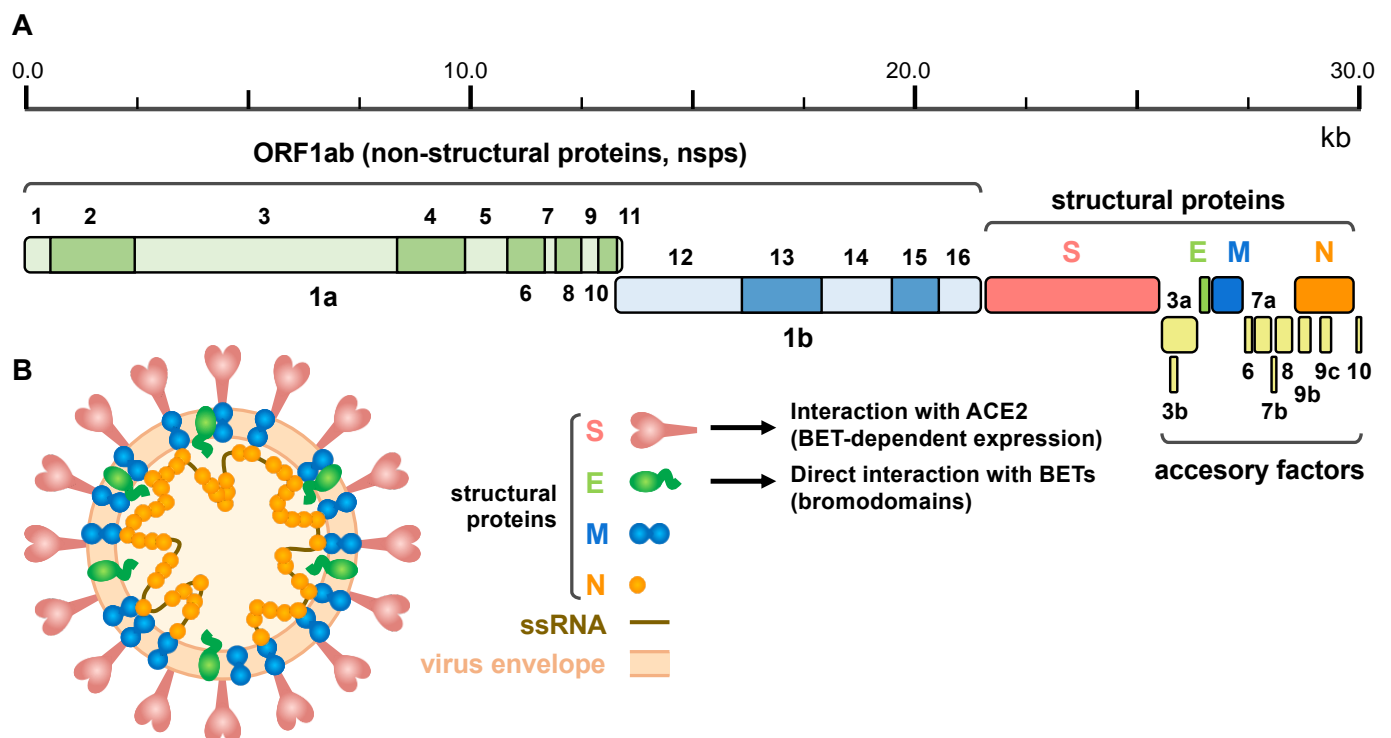 A
0.0 10.0 20.0 30.0
kb
ORF1ab (non-structural proteins, nsps)
structural proteins
1 2 3 4 5 7 9 11
S E M N
12 13 14 15 16
1a 6 8 10
3a 7a
1b
6 8 9c 10
9b
3b 7b
accesory factors
B
structural
proteins
S
Interaction with ACE2
(BET-dependent expression)
E
Direct interaction with BETs
(bromodomains)
M
N
ssRNA
virus envelope